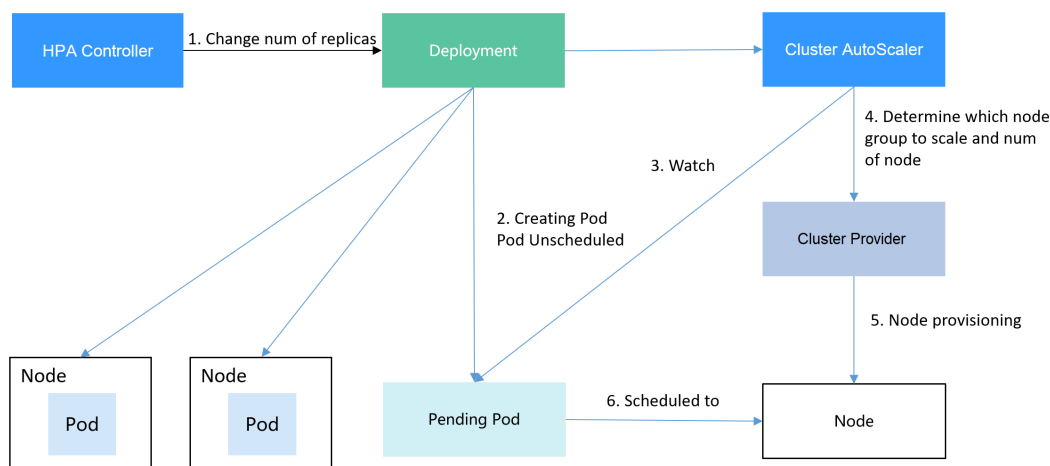 HPA Controller
1. Change num of replicas
Deployment
Cluster AutoScaler
4. Determine which node
group to scale and num
of node
3. Watch
2. Creating Pod
Pod Unscheduled
Cluster Provider
5. Node provisioning
Node
Pod
Node
Pod
Pending Pod
6. Scheduled to
Node